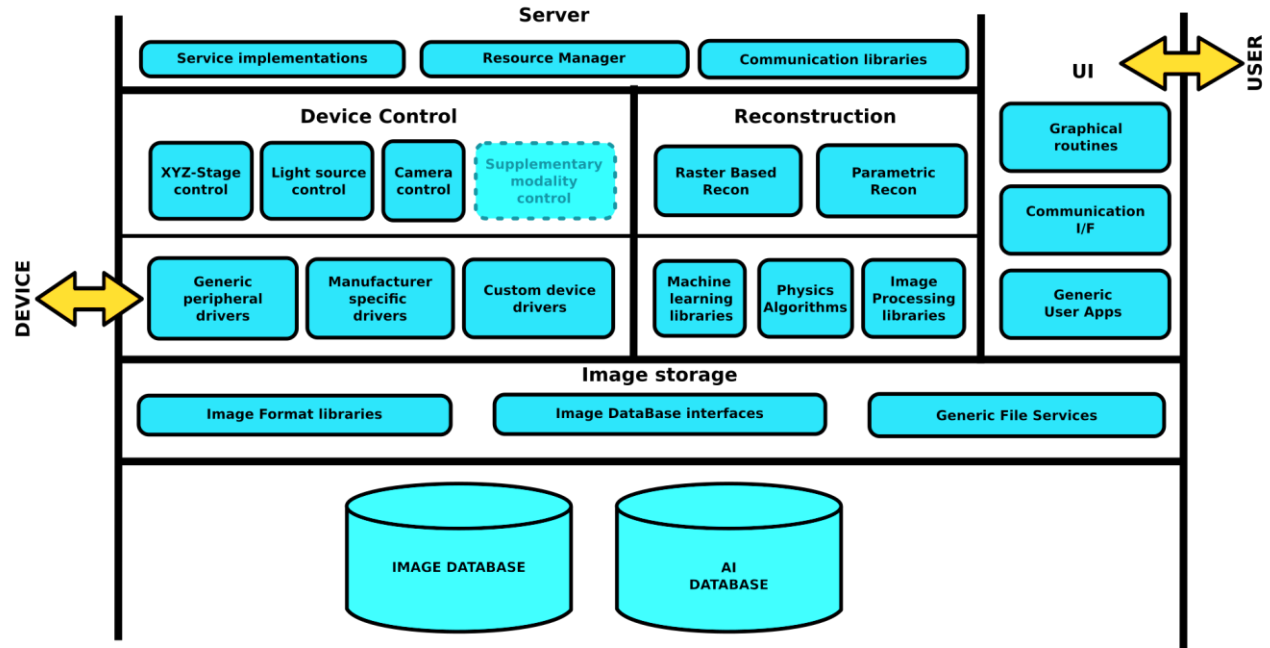 Server
Service implementations
Resource Manager
Communication libraries
UI
USER
Device Control
XYZ-Stage
control
Light source
control
Camera
control
Supplementary
modality
control
Reconstruction
Raster Based
Recon
Parametric
Recon
Graphical
routines
Communication
I/F
Generic
User Apps
DEVICE
Generic
peripheral
drivers
Manufacturer
specific
drivers
Custom device
drivers
Machine
learning
libraries
Physics
Algorithms
Image
Processing
libraries
Image storage
Image Format libraries
Image DataBase interfaces
Generic File Services
IMAGE DATABASE
AI
DATABASE